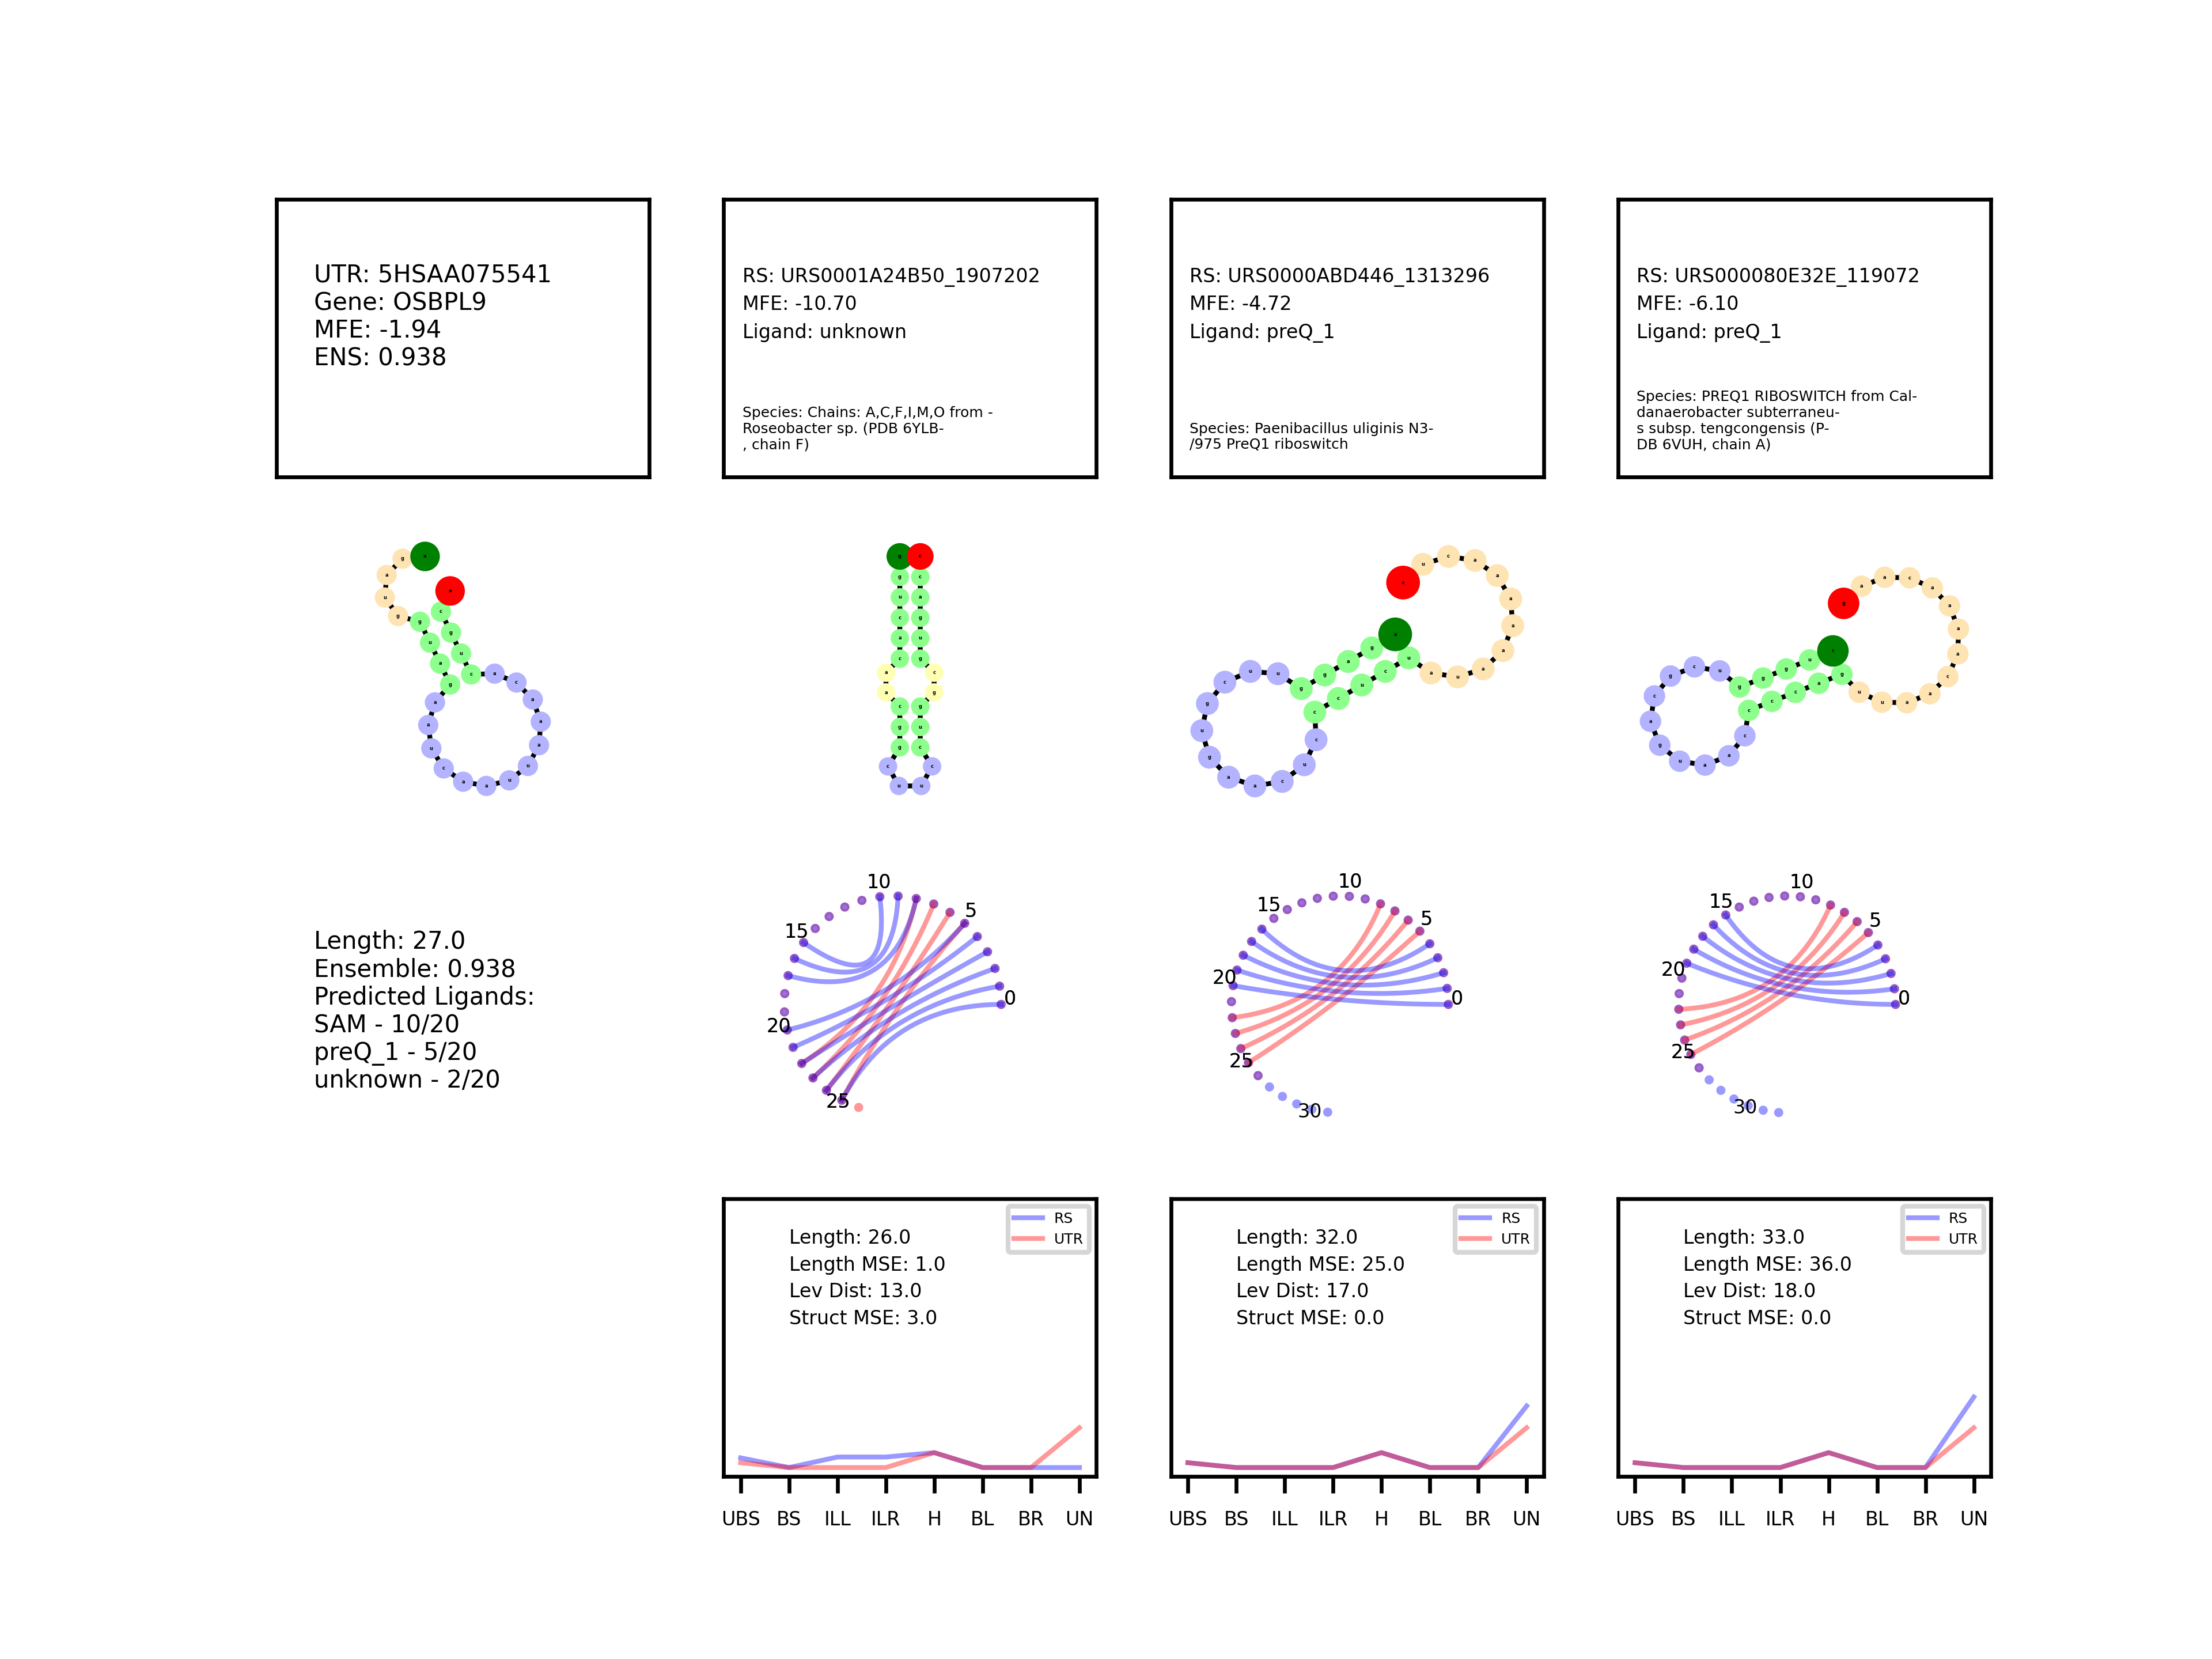 UTR: 5HSAA075541
Gene: OSBPL9
MFE: -1.94
ENS: 0.938
RS: URS0001A24B50_1907202
MFE: -10.70
Ligand: unknown
Species: Chains: A,C,F,I,M,O from -
Roseobacter sp. (PDB 6YLB-
, chain F)
RS: URS0000ABD446_1313296
MFE: -4.72
Ligand: preQ_1
Species: Paenibacillus uliginis N3-
/975 PreQ1 riboswitch
RS: URS000080E32E_119072
MFE: -6.10
Ligand: preQ_1
Species: PREQ1 RIBOSWITCH from Cal-
danaerobacter subterraneu-
s subsp. tengcongensis (P-
DB 6VUH, chain A)
Length: 27.0
Ensemble: 0.938
Predicted Ligands:
SAM - 10/20
preQ_1 - 5/20
unknown - 2/20
0
5
10
15
20
25
0
5
10
15
20
25
30
0
5
10
15
20
25
30
RS
UTR
Length: 26.0
Length MSE: 1.0
Lev Dist: 13.0
Struct MSE: 3.0
UBS BS ILL ILR H BL BR UN
RS
UTR
Length: 32.0
Length MSE: 25.0
Lev Dist: 17.0
Struct MSE: 0.0
UBS BS ILL ILR H BL BR UN
RS
UTR
Length: 33.0
Length MSE: 36.0
Lev Dist: 18.0
Struct MSE: 0.0
UBS BS ILL ILR H BL BR UN